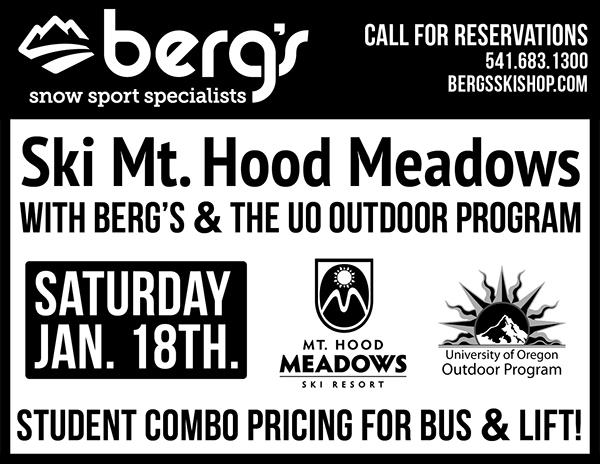 berg's
snow sport specialists
CALL FOR RESERVATIONS
541.683.1300
BERGSSKISHOP.COM
Ski Mt. Hood Meadows
WITH BERG'S & THE UO OUTDOOR PROGRAM
SATURDAY
JAN. 18TH.
MT. HOOD
MEADOWS
SKI RESORT
University of Oregon
Outdoor Program
STUDENT COMBO PRICING FOR BUS & LIFT!